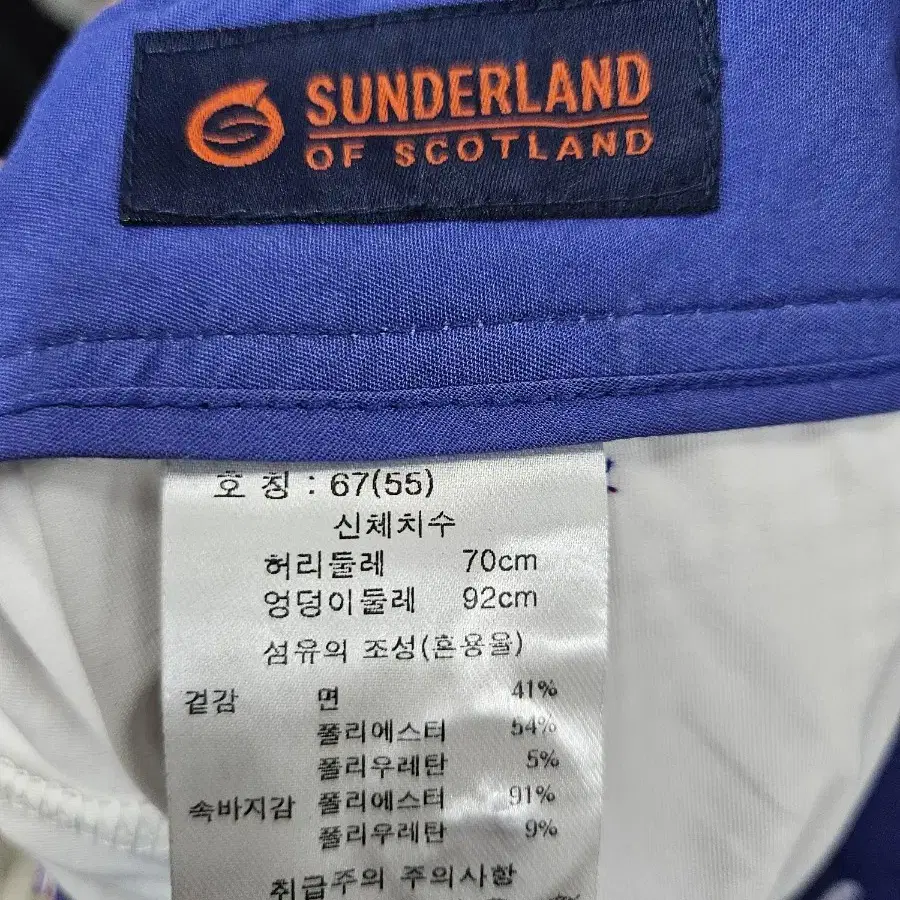 SUNDERLAND
OF SCOTLAND
호 칭 : 67(55)
신체치수
허리둘레 70cm
엉덩이둘레 92cm
섬유의 조성(혼용율)
겉감 면 41%
폴리에스터 54%
폴리우레탄 5%
속바지감 폴리에스터 91%
폴리우레탄 9%
취급주의 주의사항